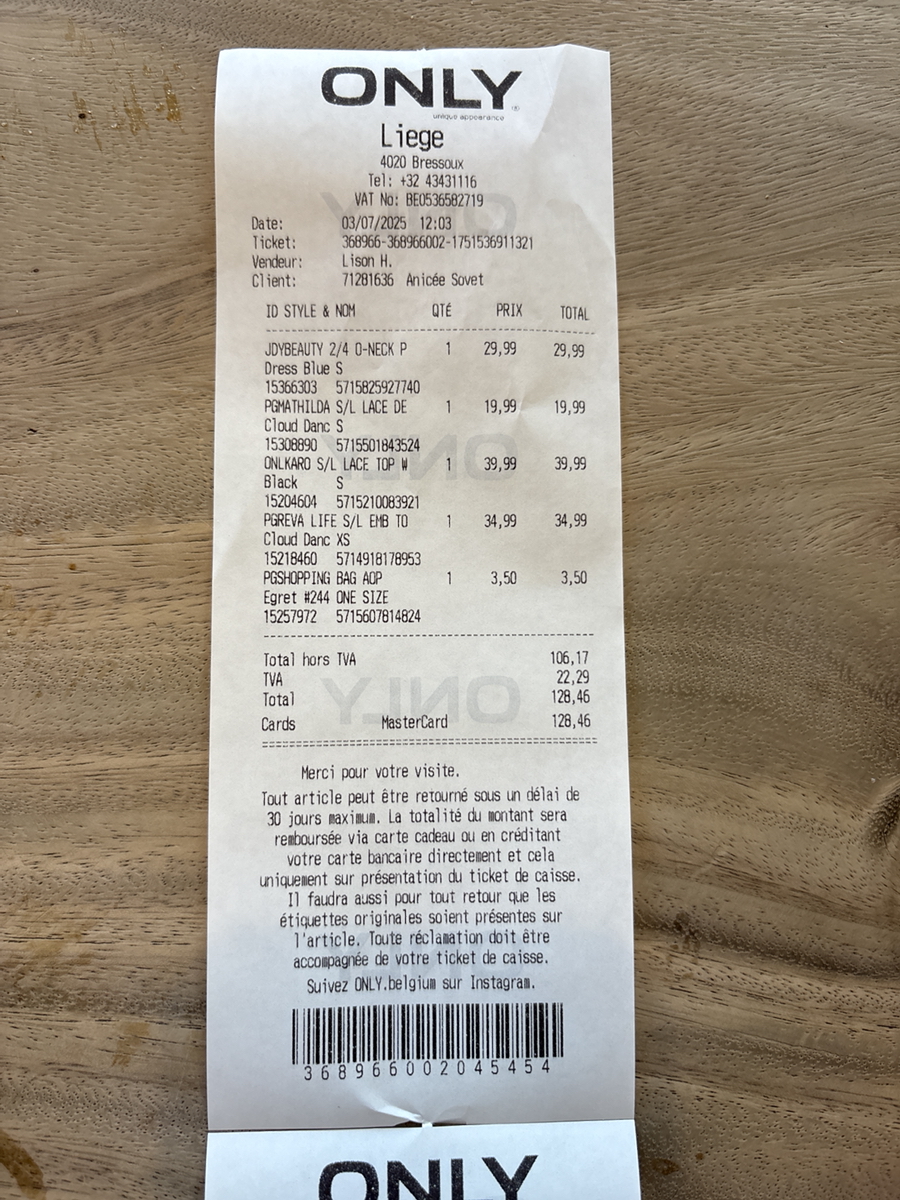 ONLY
unique appearance
Liege
4020 Bressoux
Tel: +32 43431116
VAT No: BE0536582719
Date: 03/07/2025 12:03
Ticket: 368966-368966002-1751536911321
Vendeur: Lison H.
Client: 71281636 Anicée Sovet
ID STYLE & NOM QTÉ PRIX TOTAL
JDYBEAUTY 2/4 O-NECK P 1 29,99 29,99
Dress Blue S
15366303 5715825927740
PGMATHILDA S/L LACE DE 1 19,99 19,99
Cloud Danc S
15308890 5715501843524
ONLKARO S/L LACE TOP W 1 39,99 39,99
Black S
15204604 5715210083921
PGREVA LIFE S/L EMB TO 1 34,99 34,99
Cloud Danc XS
15218460 5714918178953
PGSHOPPING BAG AOP 1 3,50 3,50
Egret #244 ONE SIZE
15257972 5715607814824
Total hors TVA 106,17
TVA 22,29
Total 128,46
Cards MasterCard 128,46
Merci pour votre visite.
Tout article peut être retourné sous un délai de
30 jours maximum. La totalité du montant sera
remboursée via carte cadeau ou en créditant
votre carte bancaire directement et cela
uniquement sur présentation du ticket de caisse.
Il faudra aussi pour tout retour que les
étiquettes originales soient présentes sur
l'article. Toute réclamation doit être
accompagnée de votre ticket de caisse.
Suivez ONLY.belgium sur Instagram.
368966002045454
ONLY